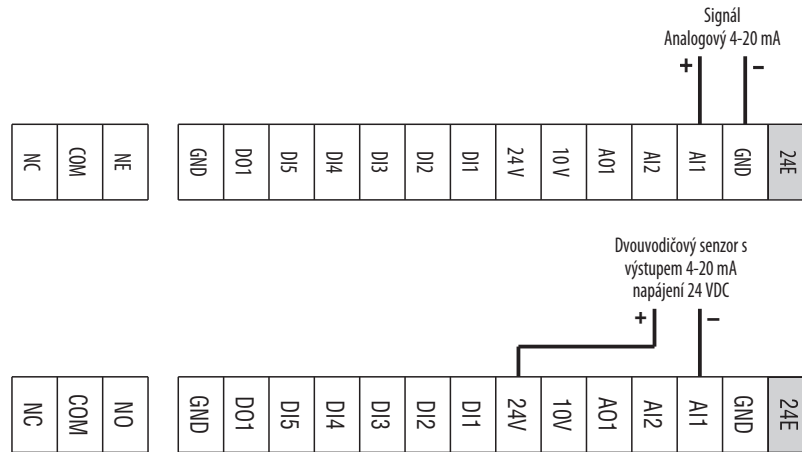 Signál
Analogový 4-20 mA
+ –
NC COM NE GND DO1 DI5 DI4 DI3 DI2 DI1 24V 10V AO1 AI2 AI1 GND 24E
Dvouvodičový senzor s
výstupem 4-20 mA
napájení 24 VDC
+ –
NC COM NO GND DO1 DI5 DI4 DI3 DI2 DI1 24V 10V AO1 AI2 AI1 GND 24E